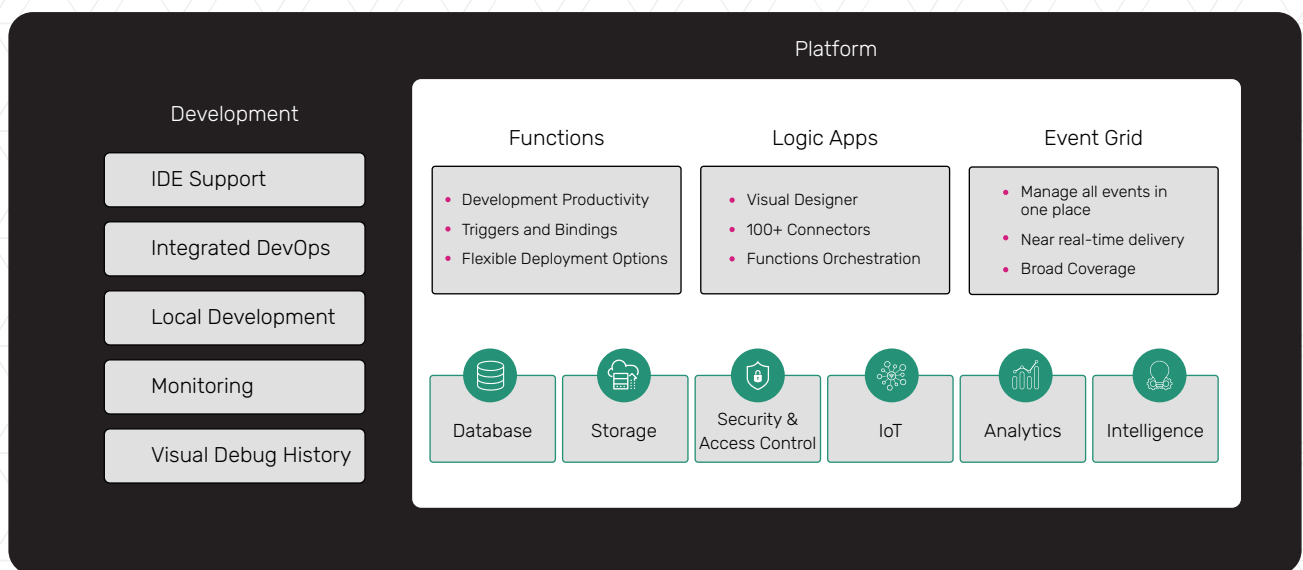 Platform
Development
IDE Support
Integrated DevOps
Local Development
Monitoring
Visual Debug History
Functions
• Development Productivity
• Triggers and Bindings
• Flexible Deployment Options
Logic Apps
• Visual Designer
• 100+ Connectors
• Functions Orchestration
Event Grid
• Manage all events in
one place
• Near real-time delivery
• Broad Coverage
Database
Storage
Security &
Access Control
IoT
Analytics
Intelligence